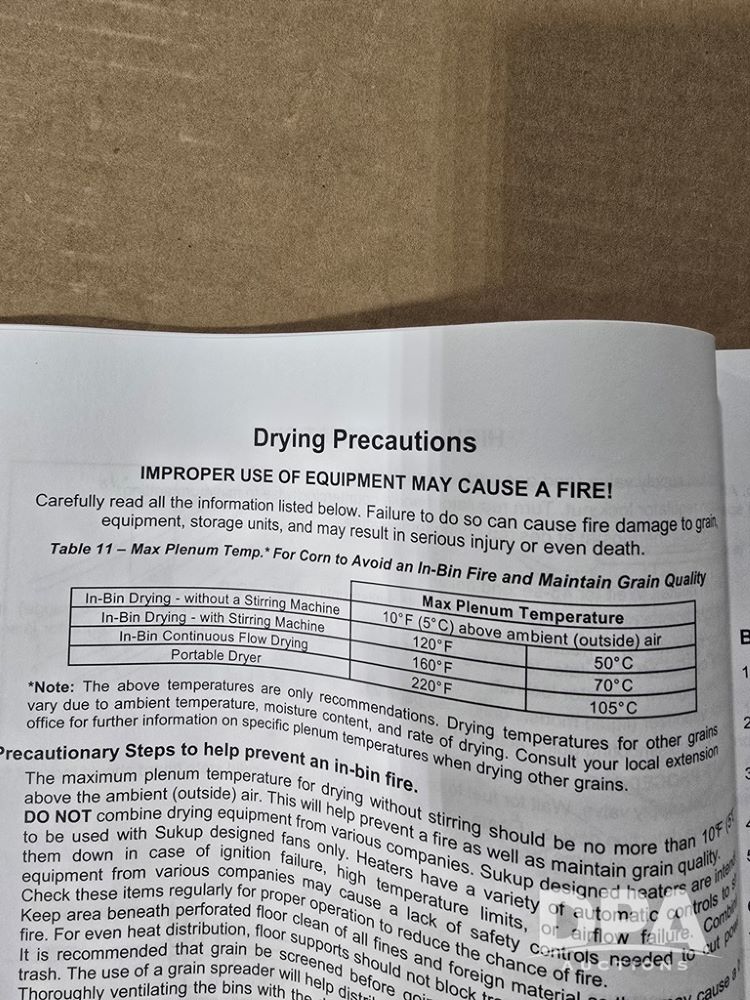 Drying Precautions
IMPROPER USE OF EQUIPMENT MAY CAUSE A FIRE!
Carefully read all the information listed below. Failure to do so can cause fire damage to grain,
equipment, storage units, and may result in serious injury or even death.
Table 11 – Max Plenum Temp.* For Corn to Avoid an In-Bin Fire and Maintain Grain Quality
Max Plenum Temperature
In-Bin Drying - without a Stirring Machine 10°F (5°C) above ambient (outside) air
In-Bin Drying - with Stirring Machine 120°F 50°C
In-Bin Continuous Flow Drying 160°F 70°C
Portable Dryer 220°F 105°C
*Note: The above temperatures are only recommendations. Drying temperatures for other grains
vary due to ambient temperature, moisture content, and rate of drying. Consult your local extension
office for further information on specific plenum temperatures when drying other grains.
Precautionary Steps to help prevent an in-bin fire.
The maximum plenum temperature for drying without stirring should be no more than 10°F (5°
above the ambient (outside) air. This will help prevent a fire as well as maintain grain quality.
DO NOT combine drying equipment from various companies. Sukup designed heaters are
to be used with Sukup designed fans only. Heaters have a variety of automatic controls to
them down in case of ignition failure, high temperature limits, or airflow failure.
equipment from various companies may cause a lack of safety controls needed to cut
Check these items regularly for proper operation to reduce the chance of fire.
Keep area beneath perforated floor clean of all fines and foreign material cause a
fire. For even heat distribution, floor supports should not block
It is recommended that grain be screened before
trash. The use of a grain spreader will help
Thoroughly ventilating the bins with the
B
1
2
3
DPA
AUCTIONS